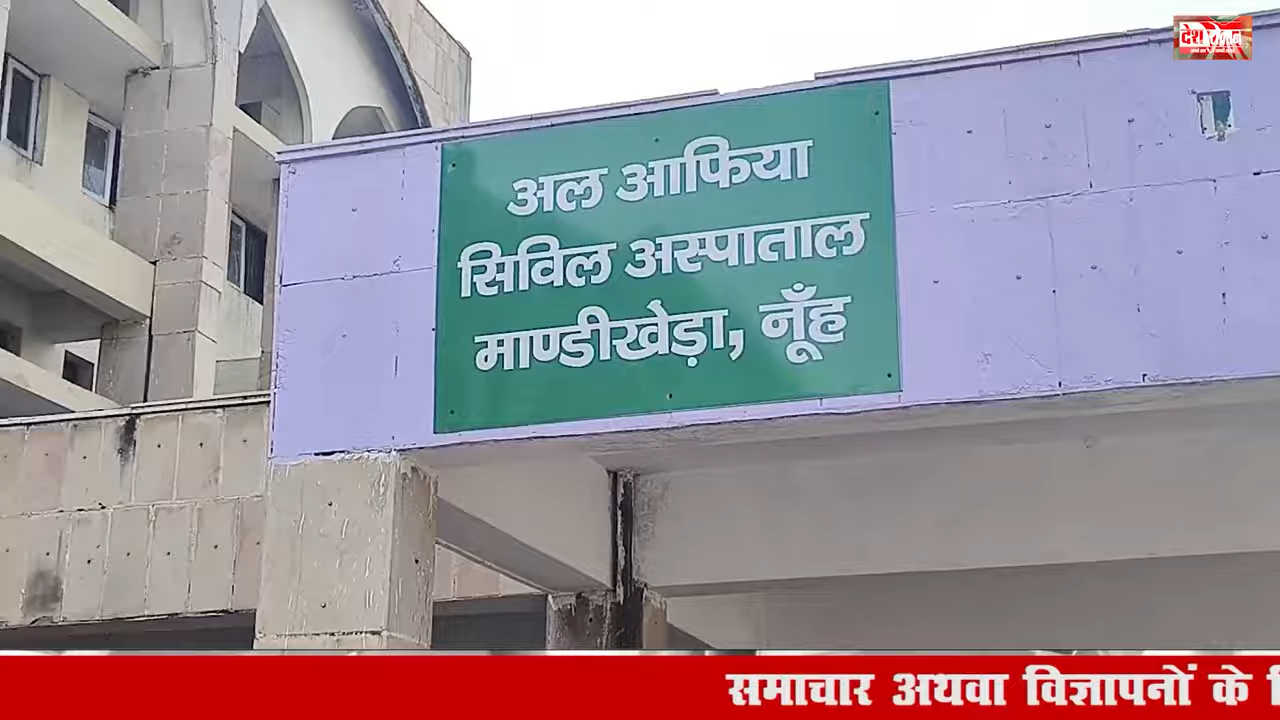 अल आफिया
सिविल अस्पताल
माण्डीखेड़ा, नूँह
समाचार अथवा विज्ञापनों के